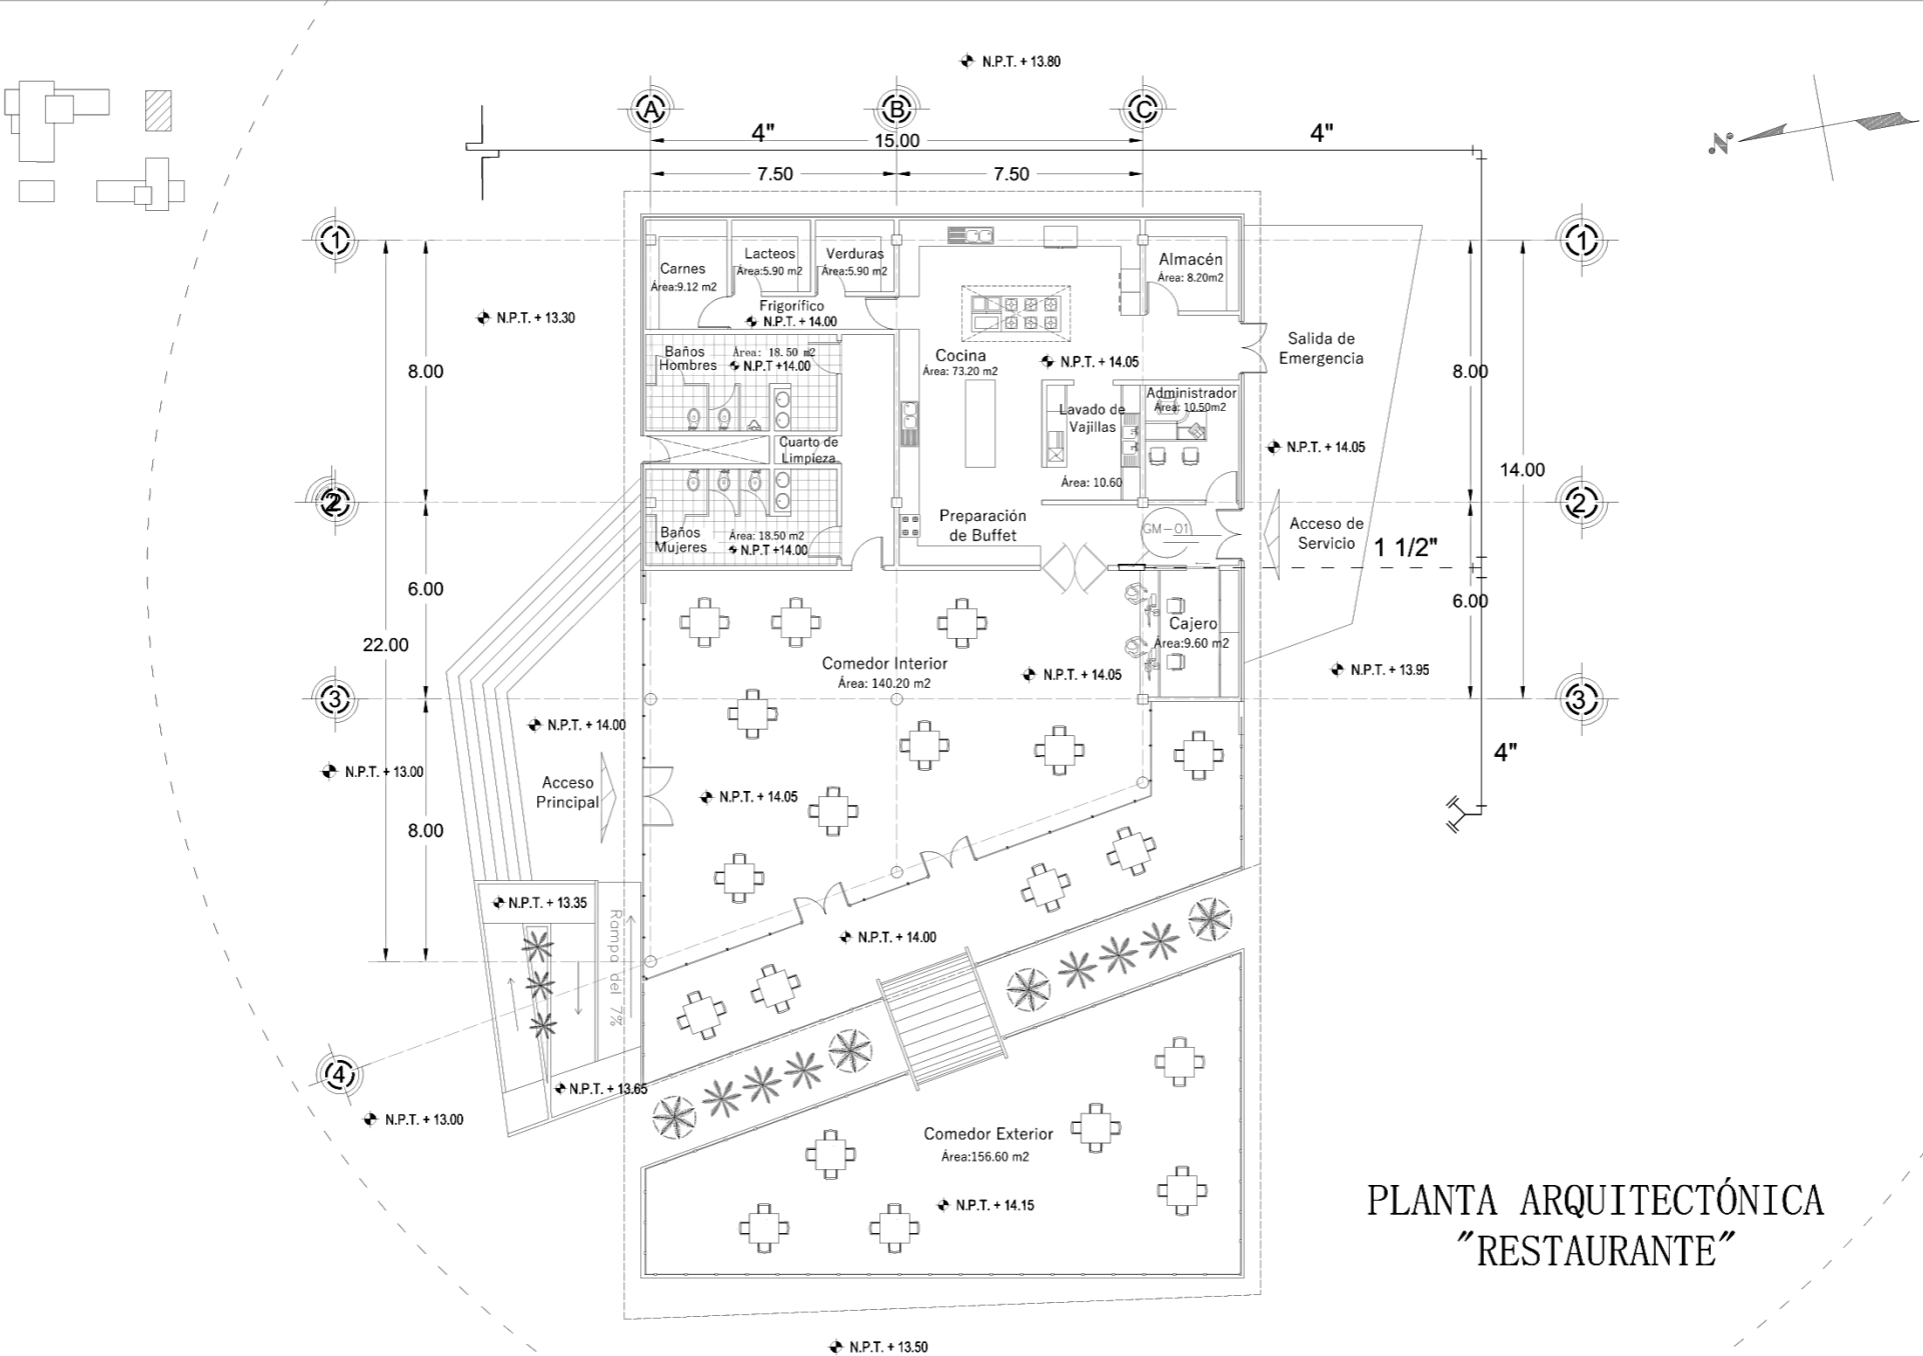 N.P.T. + 13.80
A
B
C
4"
4"
15.00
7.50
7.50
N
1
1
Carnes
Área:9.12 m2
Lacteos
Área:5.90 m2
Verduras
Área:5.90 m2
Almacén
Área: 8.20m2
Frigorífico
N.P.T. + 14.00
N.P.T. + 13.30
Salida de
Emergencia
Baños
Hombres
Área: 18.50 m2
N.P.T +14.00
Cocina
Área: 73.20 m2
N.P.T. + 14.05
8.00
8.00
Administrador
Área: 10.50m2
Lavado de
Vajillas
Cuarto de
Limpieza
N.P.T. + 14.05
14.00
Área: 10.60
2
2
Preparación
de Buffet
GM-01
Acceso de
Servicio
Baños
Mujeres
Área: 18.50 m2
N.P.T +14.00
1 1/2"
6.00
6.00
Cajero
Área:9.60 m2
22.00
Comedor Interior
Área: 140.20 m2
N.P.T. + 14.05
N.P.T. + 13.95
3
3
N.P.T. + 14.00
4"
N.P.T. + 13.00
Acceso
Principal
N.P.T. + 14.05
8.00
N.P.T. + 13.35
Rampa del 7%
N.P.T. + 14.00
4
N.P.T. + 13.65
N.P.T. + 13.00
Comedor Exterior
Área:156.60 m2
N.P.T. + 14.15
PLANTA ARQUITECTÓNICA
"RESTAURANTE"
N.P.T. + 13.50